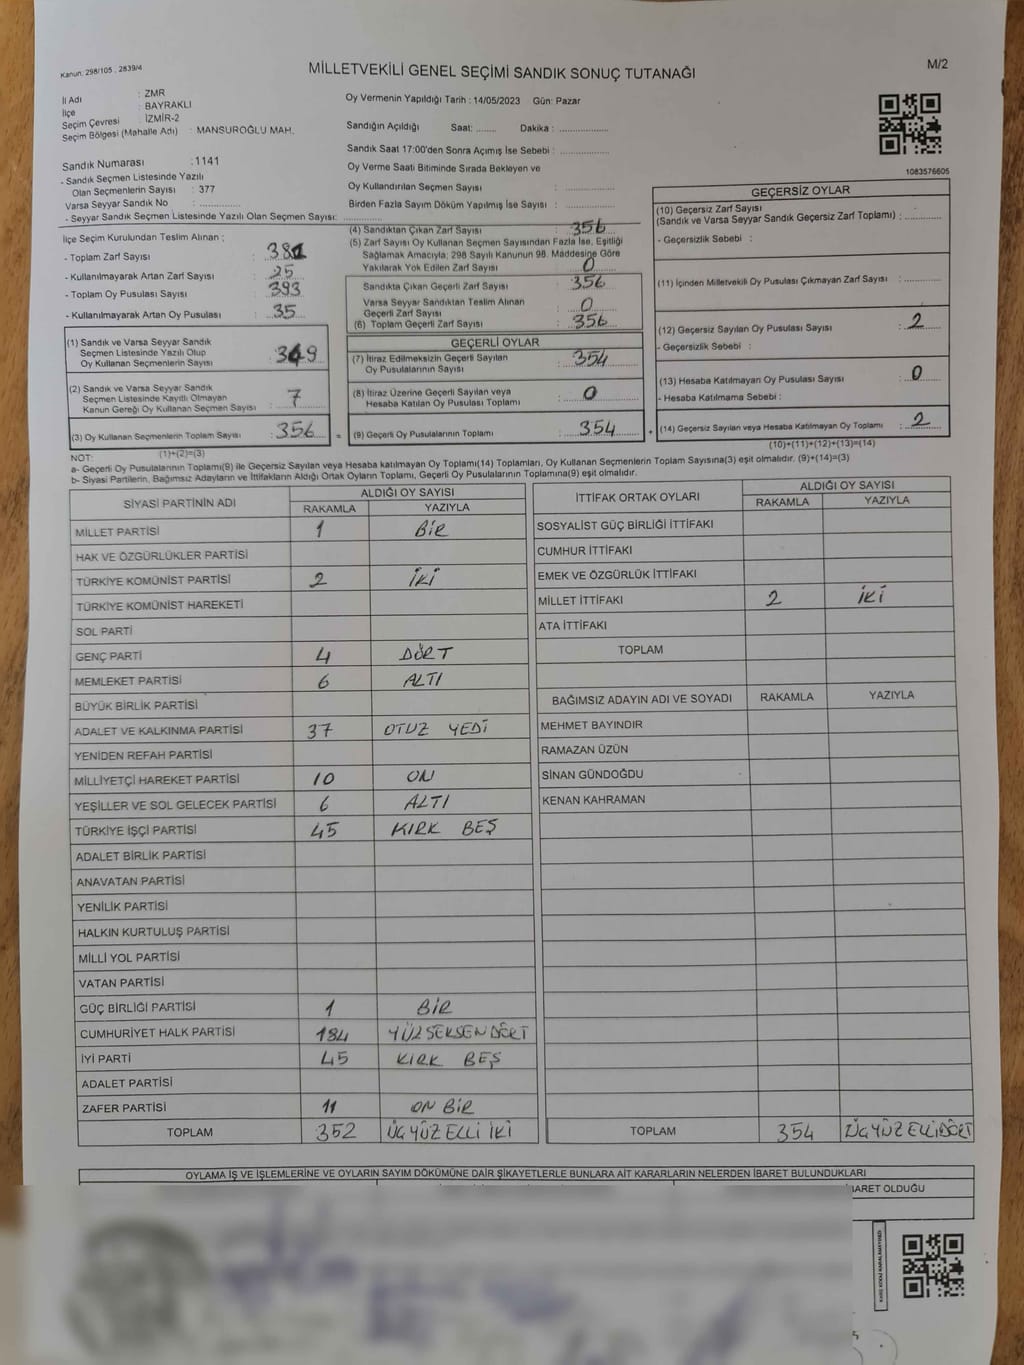 Kanun. 298/105 , 2839/4
MİLLETVEKİLİ GENEL SEÇİMİ SANDIK SONUÇ TUTANAĞI
M/2
İl Adı : ZMR
İlçe : BAYRAKLI
Seçim Çevresi : İZMİR-2
Seçim Bölgesi (Mahalle Adı) : MANSUROĞLU MAH.
Sandık Numarası :1141
- Sandık Seçmen Listesinde Yazılı
Olan Seçmenlerin Sayısı : 377
Varsa Seyyar Sandık No : ............
- Seyyar Sandık Seçmen Listesinde Yazılı Olan Seçmen Sayısı: ............
Oy Vermenin Yapıldığı Tarih : 14/05/2023 Gün: Pazar
Sandığın Açıldığı Saat: ........ Dakika : ....................
Sandık Saat 17:00'den Sonra Açımış İse Sebebi : ....................
Oy Verme Saati Bitiminde Sırada Bekleyen ve
Oy Kullandırılan Seçmen Sayısı : ....................
Birden Fazla Sayım Döküm Yapılmış İse Sayısı : ....................
1083576605
İlçe Seçim Kurulundan Teslim Alınan :
- Toplam Zarf Sayısı : 381
- Kullanılmayarak Artan Zarf Sayısı : 25
- Toplam Oy Pusulası Sayısı : 393
- Kullanılmayarak Artan Oy Pusulası : 35
(1) Sandık ve Varsa Seyyar Sandık
Seçmen Listesinde Yazılı Olup
Oy Kullanan Seçmenlerin Sayısı : 349
(2) Sandık ve Varsa Seyyar Sandık
Seçmen Listesinde Kayıtlı Olmayan
Kanun Gereği Oy Kullanan Seçmen Sayısı : 7
(3) Oy Kullanan Seçmenlerin Toplam Sayısı : 356
(1)+(2)=(3)
(4) Sandıktan Çıkan Zarf Sayısı : 356
(5) Zarf Sayısı Oy Kullanan Seçmen Sayısından Fazla İse, Eşitliği
Sağlamak Amacıyla; 298 Sayılı Kanunun 98. Maddesine Göre
Yakılarak Yok Edilen Zarf Sayısı : 0
Sandıkta Çıkan Geçerli Zarf Sayısı : 356
Varsa Seyyar Sandıktan Teslim Alınan
Geçerli Zarf Sayısı : 0
(6) Toplam Geçerli Zarf Sayısı : 356
GEÇERLİ OYLAR
(7) İtiraz Edilmeksizin Geçerli Sayılan
Oy Pusulalarının Sayısı : 354
(8) İtiraz Üzerine Geçerli Sayılan veya
Hesaba Katılan Oy Pusulası Toplamı : 0
= (9) Geçerli Oy Pusulalarının Toplamı : 354
GEÇERSİZ OYLAR
(10) Geçersiz Zarf Sayısı
(Sandık ve Varsa Seyyar Sandık Geçersiz Zarf Toplamı) : ............
- Geçersizlik Sebebi :
(11) İçinden Milletvekili Oy Pusulası Çıkmayan Zarf Sayısı : ............
(12) Geçersiz Sayılan Oy Pusulası Sayısı : 2
- Geçersizlik Sebebi :
(13) Hesaba Katılmayan Oy Pusulası Sayısı : 0
- Hesaba Katılmama Sebebi :
+ (14) Geçersiz Sayılan veya Hesaba Katılmayan Oy Toplamı : 2
(10)+(11)+(12)+(13)=(14)
NOT:
a- Geçerli Oy Pusulalarının Toplamı(9) ile Geçersiz Sayılan veya Hesaba katılmayan Oy Toplamı(14) Toplamları, Oy Kullanan Seçmenlerin Toplam Sayısına(3) eşit olmalıdır. (9)+(14)=(3)
b- Siyasi Partilerin, Bağımsız Adayların ve İttifakların Aldığı Ortak Oyların Toplamı, Geçerli Oy Pusulalarının Toplamına(9) eşit olmalıdır.
SİYASİ PARTİNİN ADI ALDIĞI OY SAYISI
RAKAMLA YAZIYLA
MİLLET PARTİSİ 1 BİR
HAK VE ÖZGÜRLÜKLER PARTİSİ
TÜRKİYE KOMÜNİST PARTİSİ 2 İKİ
TÜRKİYE KOMÜNİST HAREKETİ
SOL PARTİ
GENÇ PARTİ 4 DÖRT
MEMLEKET PARTİSİ 6 ALTI
BÜYÜK BİRLİK PARTİSİ
ADALET VE KALKINMA PARTİSİ 37 OTUZ YEDİ
YENİDEN REFAH PARTİSİ
MİLLİYETÇİ HAREKET PARTİSİ 10 ON
YEŞİLLER VE SOL GELECEK PARTİSİ 6 ALTI
TÜRKİYE İŞÇİ PARTİSİ 45 KIRK BEŞ
ADALET BİRLİK PARTİSİ
ANAVATAN PARTİSİ
YENİLİK PARTİSİ
HALKIN KURTULUŞ PARTİSİ
MİLLİ YOL PARTİSİ
VATAN PARTİSİ
GÜÇ BİRLİĞİ PARTİSİ 1 BİR
CUMHURİYET HALK PARTİSİ 184 YÜZ SEKSEN DÖRT
İYİ PARTİ 45 KIRK BEŞ
ADALET PARTİSİ
ZAFER PARTİSİ 11 ON BİR
TOPLAM 352 ÜÇ YÜZ ELLİ İKİ
İTTİFAK ORTAK OYLARI ALDIĞI OY SAYISI
RAKAMLA YAZIYLA
SOSYALİST GÜÇ BİRLİĞİ İTTİFAKI
CUMHUR İTTİFAKI
EMEK VE ÖZGÜRLÜK İTTİFAKI
MİLLET İTTİFAKI 2 İKİ
ATA İTTİFAKI
TOPLAM
BAĞIMSIZ ADAYIN ADI VE SOYADI RAKAMLA YAZIYLA
MEHMET BAYINDIR
RAMAZAN ÜZÜN
SİNAN GÜNDOĞDU
KENAN KAHRAMAN
TOPLAM 354 ÜÇ YÜZ ELLİ DÖRT
OYLAMA İŞ VE İŞLEMLERİNE VE OYLARIN SAYIM DÖKÜMÜNE DAİR ŞİKAYETLERLE BUNLARA AİT KARARLARIN NELERDEN İBARET BULUNDUKLARI
İBARET OLDUĞU